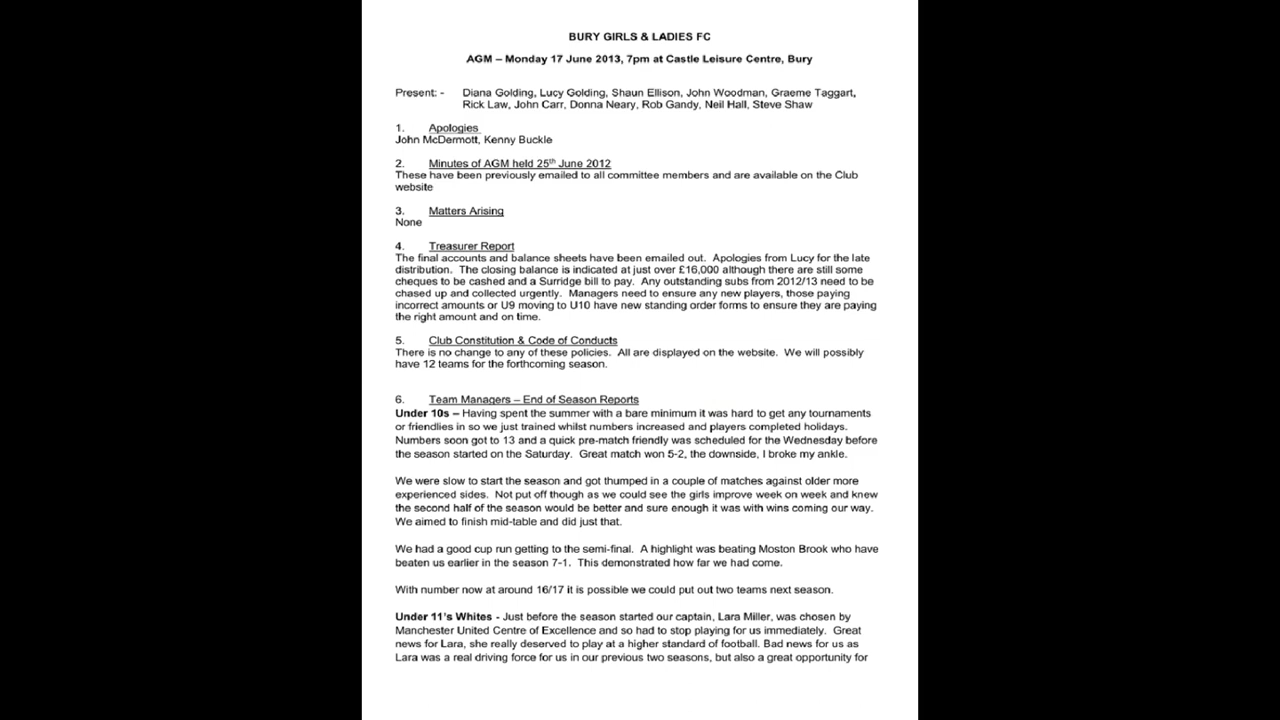 BURY GIRLS & LADIES FC
AGM – Monday 17 June 2013, 7pm at Castle Leisure Centre, Bury
Present: - Diana Golding, Lucy Golding, Shaun Ellison, John Woodman, Graeme Taggart,
Rick Law, John Carr, Donna Neary, Rob Gandy, Neil Hall, Steve Shaw
1. Apologies
John McDermott, Kenny Buckle
2. Minutes of AGM held 25th June 2012
These have been previously emailed to all committee members and are available on the Club
website
3. Matters Arising
None
4. Treasurer Report
The final accounts and balance sheets have been emailed out. Apologies from Lucy for the late
distribution. The closing balance is indicated at just over £16,000 although there are still some
cheques to be cashed and a Surridge bill to pay. Any outstanding subs from 2012/13 need to be
chased up and collected urgently. Managers need to ensure any new players, those paying
incorrect amounts or U9 moving to U10 have new standing order forms to ensure they are paying
the right amount and on time.
5. Club Constitution & Code of Conducts
There is no change to any of these policies. All are displayed on the website. We will possibly
have 12 teams for the forthcoming season.
6. Team Managers – End of Season Reports
Under 10s – Having spent the summer with a bare minimum it was hard to get any tournaments
or friendlies in so we just trained whilst numbers increased and players completed holidays.
Numbers soon got to 13 and a quick pre-match friendly was scheduled for the Wednesday before
the season started on the Saturday. Great match won 5-2, the downside, I broke my ankle.
We were slow to start the season and got thumped in a couple of matches against older more
experienced sides. Not put off though as we could see the girls improve week on week and knew
the second half of the season would be better and sure enough it was with wins coming our way.
We aimed to finish mid-table and did just that.
We had a good cup run getting to the semi-final. A highlight was beating Moston Brook who have
beaten us earlier in the season 7-1. This demonstrated how far we had come.
With number now at around 16/17 it is possible we could put out two teams next season.
Under 11's Whites - Just before the season started our captain, Lara Miller, was chosen by
Manchester United Centre of Excellence and so had to stop playing for us immediately. Great
news for Lara, she really deserved to play at a higher standard of football. Bad news for us as
Lara was a real driving force for us in our previous two seasons, but also a great opportunity for